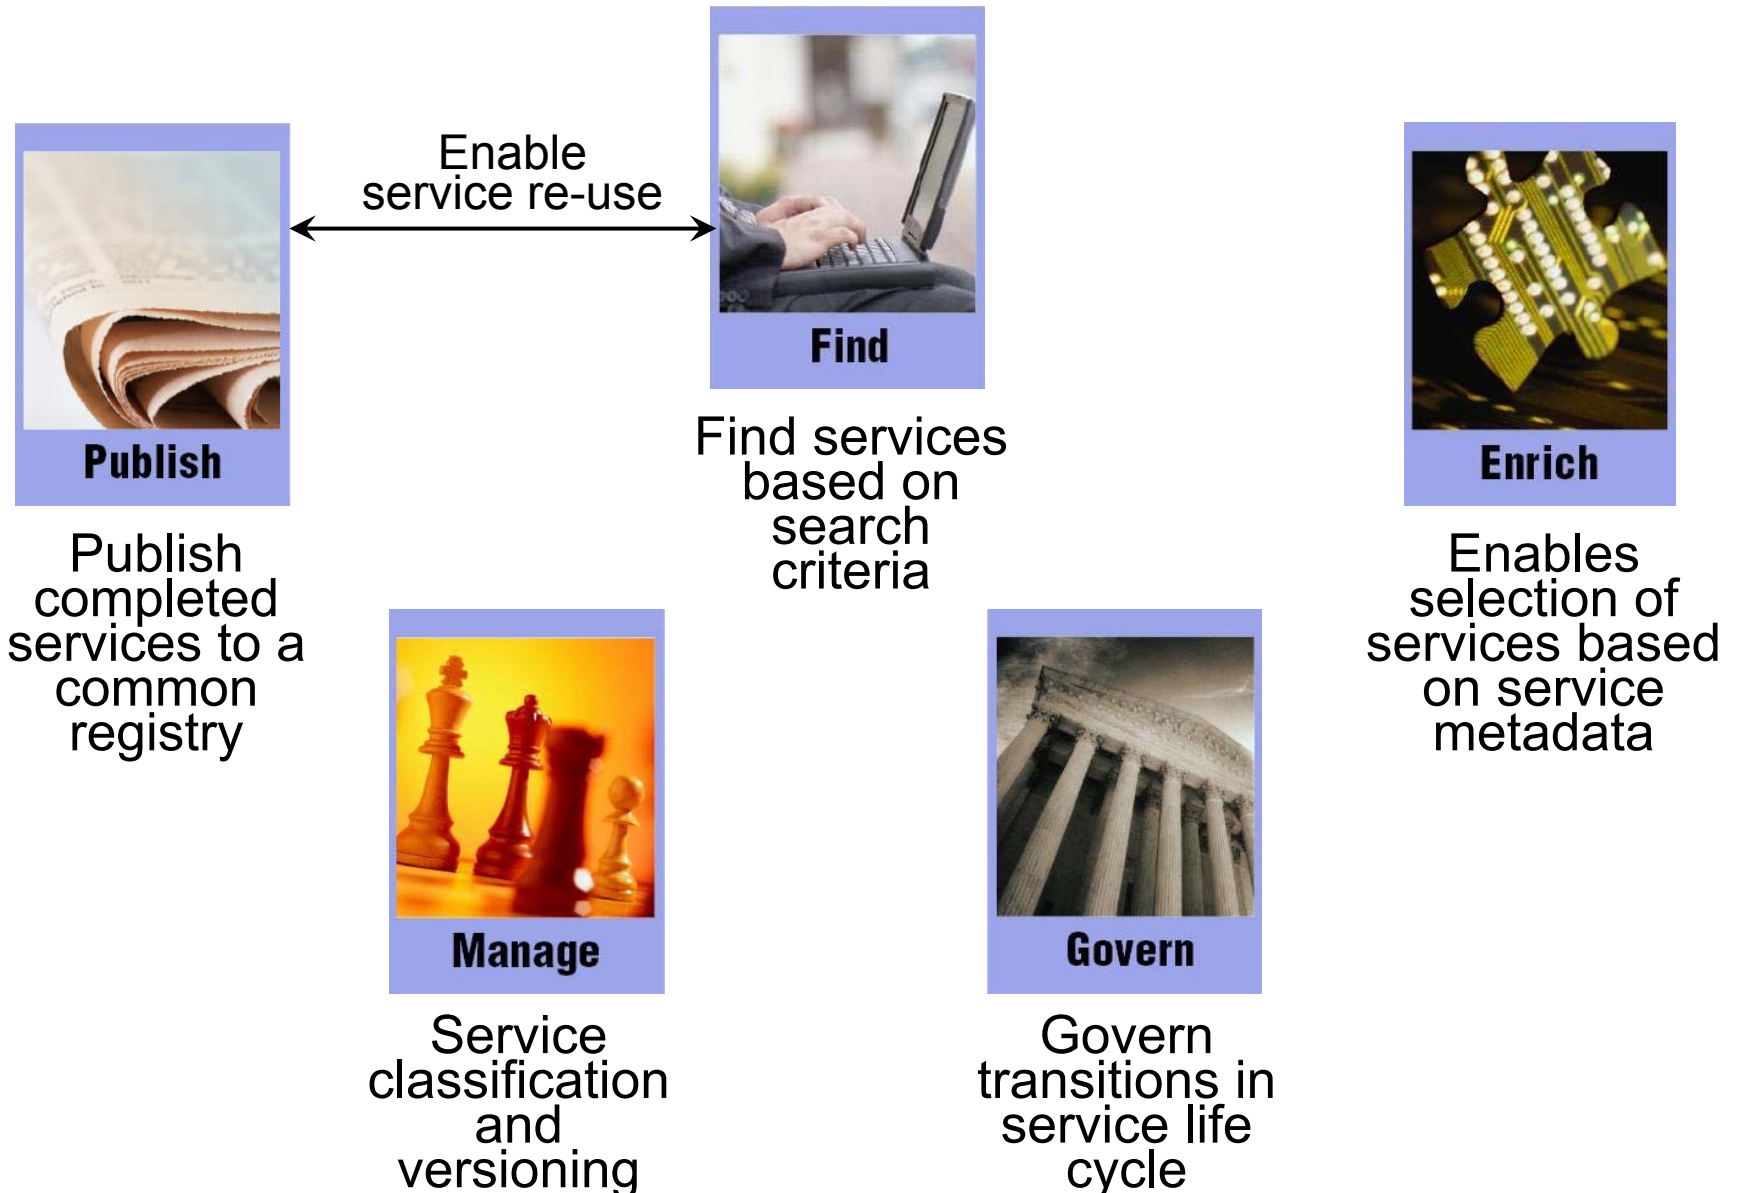 Enable
service re-use
Publish
Publish
completed
services to a
common
registry
Find
Find services
based on
search
criteria
Enrich
Enables
selection of
services based
on service
metadata
Manage
Service
classification
and
versioning
Govern
Govern
transitions in
service life
cycle